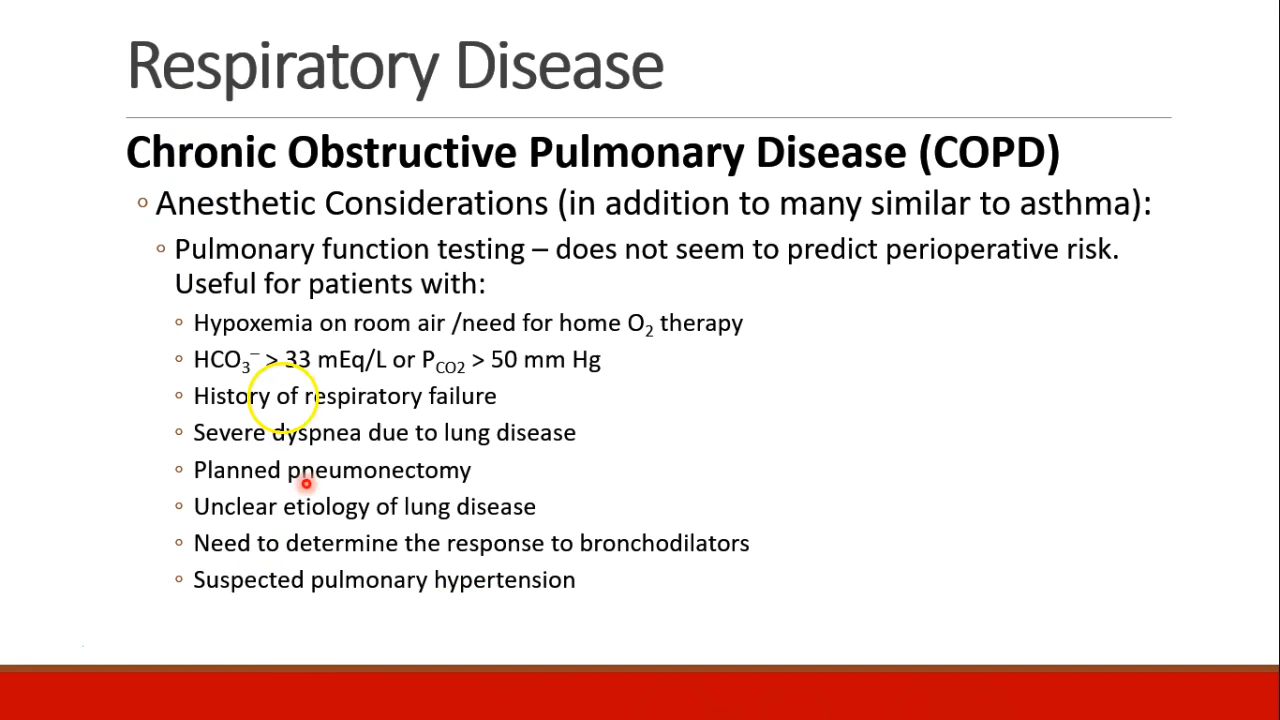 Respiratory Disease
Chronic Obstructive Pulmonary Disease (COPD)
◦ Anesthetic Considerations (in addition to many similar to asthma):
◦ Pulmonary function testing – does not seem to predict perioperative risk.
Useful for patients with:
◦ Hypoxemia on room air /need for home O₂ therapy
◦ HCO₃⁻ > 33 mEq/L or P_CO2 > 50 mm Hg
◦ History of respiratory failure
◦ Severe dyspnea due to lung disease
◦ Planned pneumonectomy
◦ Unclear etiology of lung disease
◦ Need to determine the response to bronchodilators
◦ Suspected pulmonary hypertension